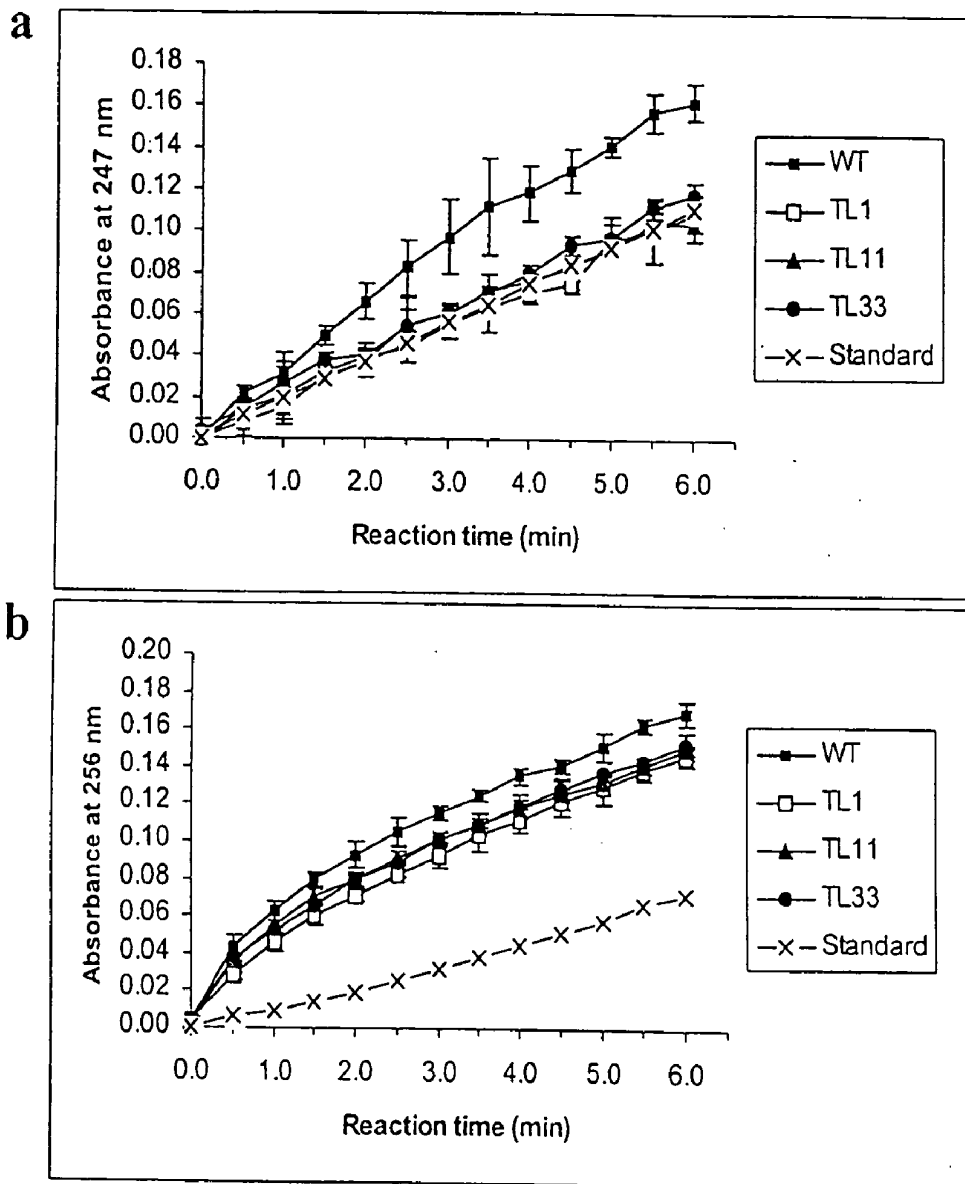 a
0.18
0.16
0.14
0.12
0.10
0.08
0.06
0.04
0.02
0.00
Absorbance at 247 nm
0.0 1.0 2.0 3.0 4.0 5.0 6.0
Reaction time (min)
WT
TL1
TL11
TL33
Standard
b
0.20
0.18
0.16
0.14
0.12
0.10
0.08
0.06
0.04
0.02
0.00
Absorbance at 256 nm
0.0 1.0 2.0 3.0 4.0 5.0 6.0
Reaction time (min)
WT
TL1
TL11
TL33
Standard